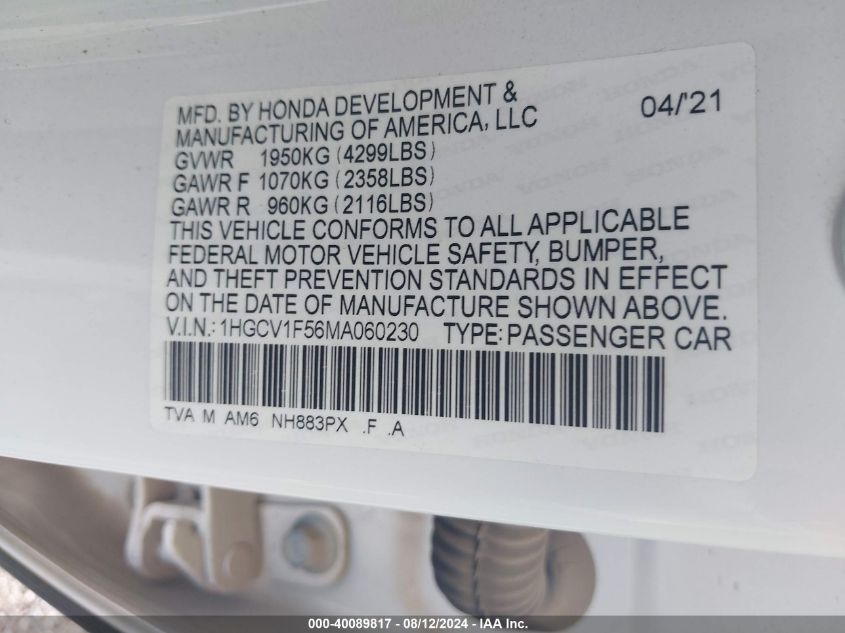 MFD. BY HONDA DEVELOPMENT & 04/'21
MANUFACTURING OF AMERICA, LLC
GVWR 1950KG (4299LBS)
GAWR F 1070KG (2358LBS)
GAWR R 960KG (2116LBS)
THIS VEHICLE CONFORMS TO ALL APPLICABLE
FEDERAL MOTOR VEHICLE SAFETY, BUMPER,
AND THEFT PREVENTION STANDARDS IN EFFECT
ON THE DATE OF MANUFACTURE SHOWN ABOVE.
V.I.N.: 1HGCV1F56MA060230 TYPE: PASSENGER CAR
TVA M AM6 NH883PX .F .A
000-40089817 - 08/12/2024 - IAA Inc.